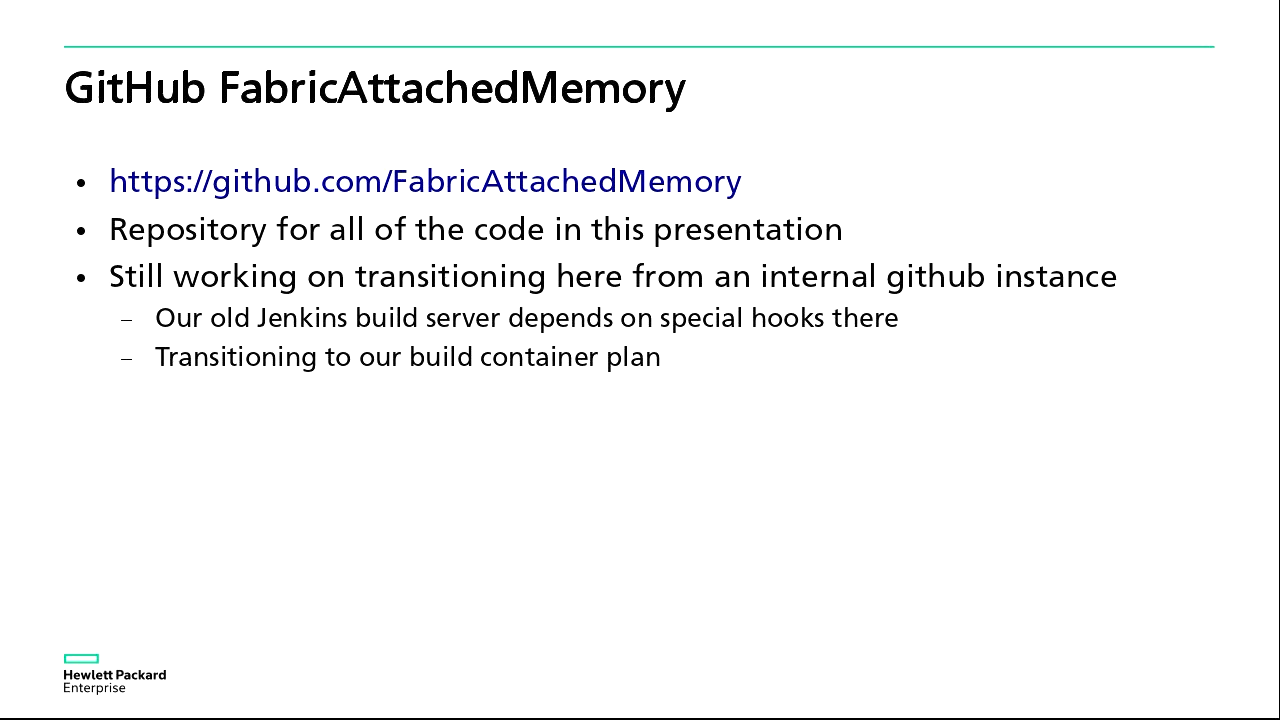 GitHub FabricAttachedMemory
• https://github.com/FabricAttachedMemory
• Repository for all of the code in this presentation
• Still working on transitioning here from an internal github instance
– Our old Jenkins build server depends on special hooks there
– Transitioning to our build container plan
Hewlett Packard
Enterprise